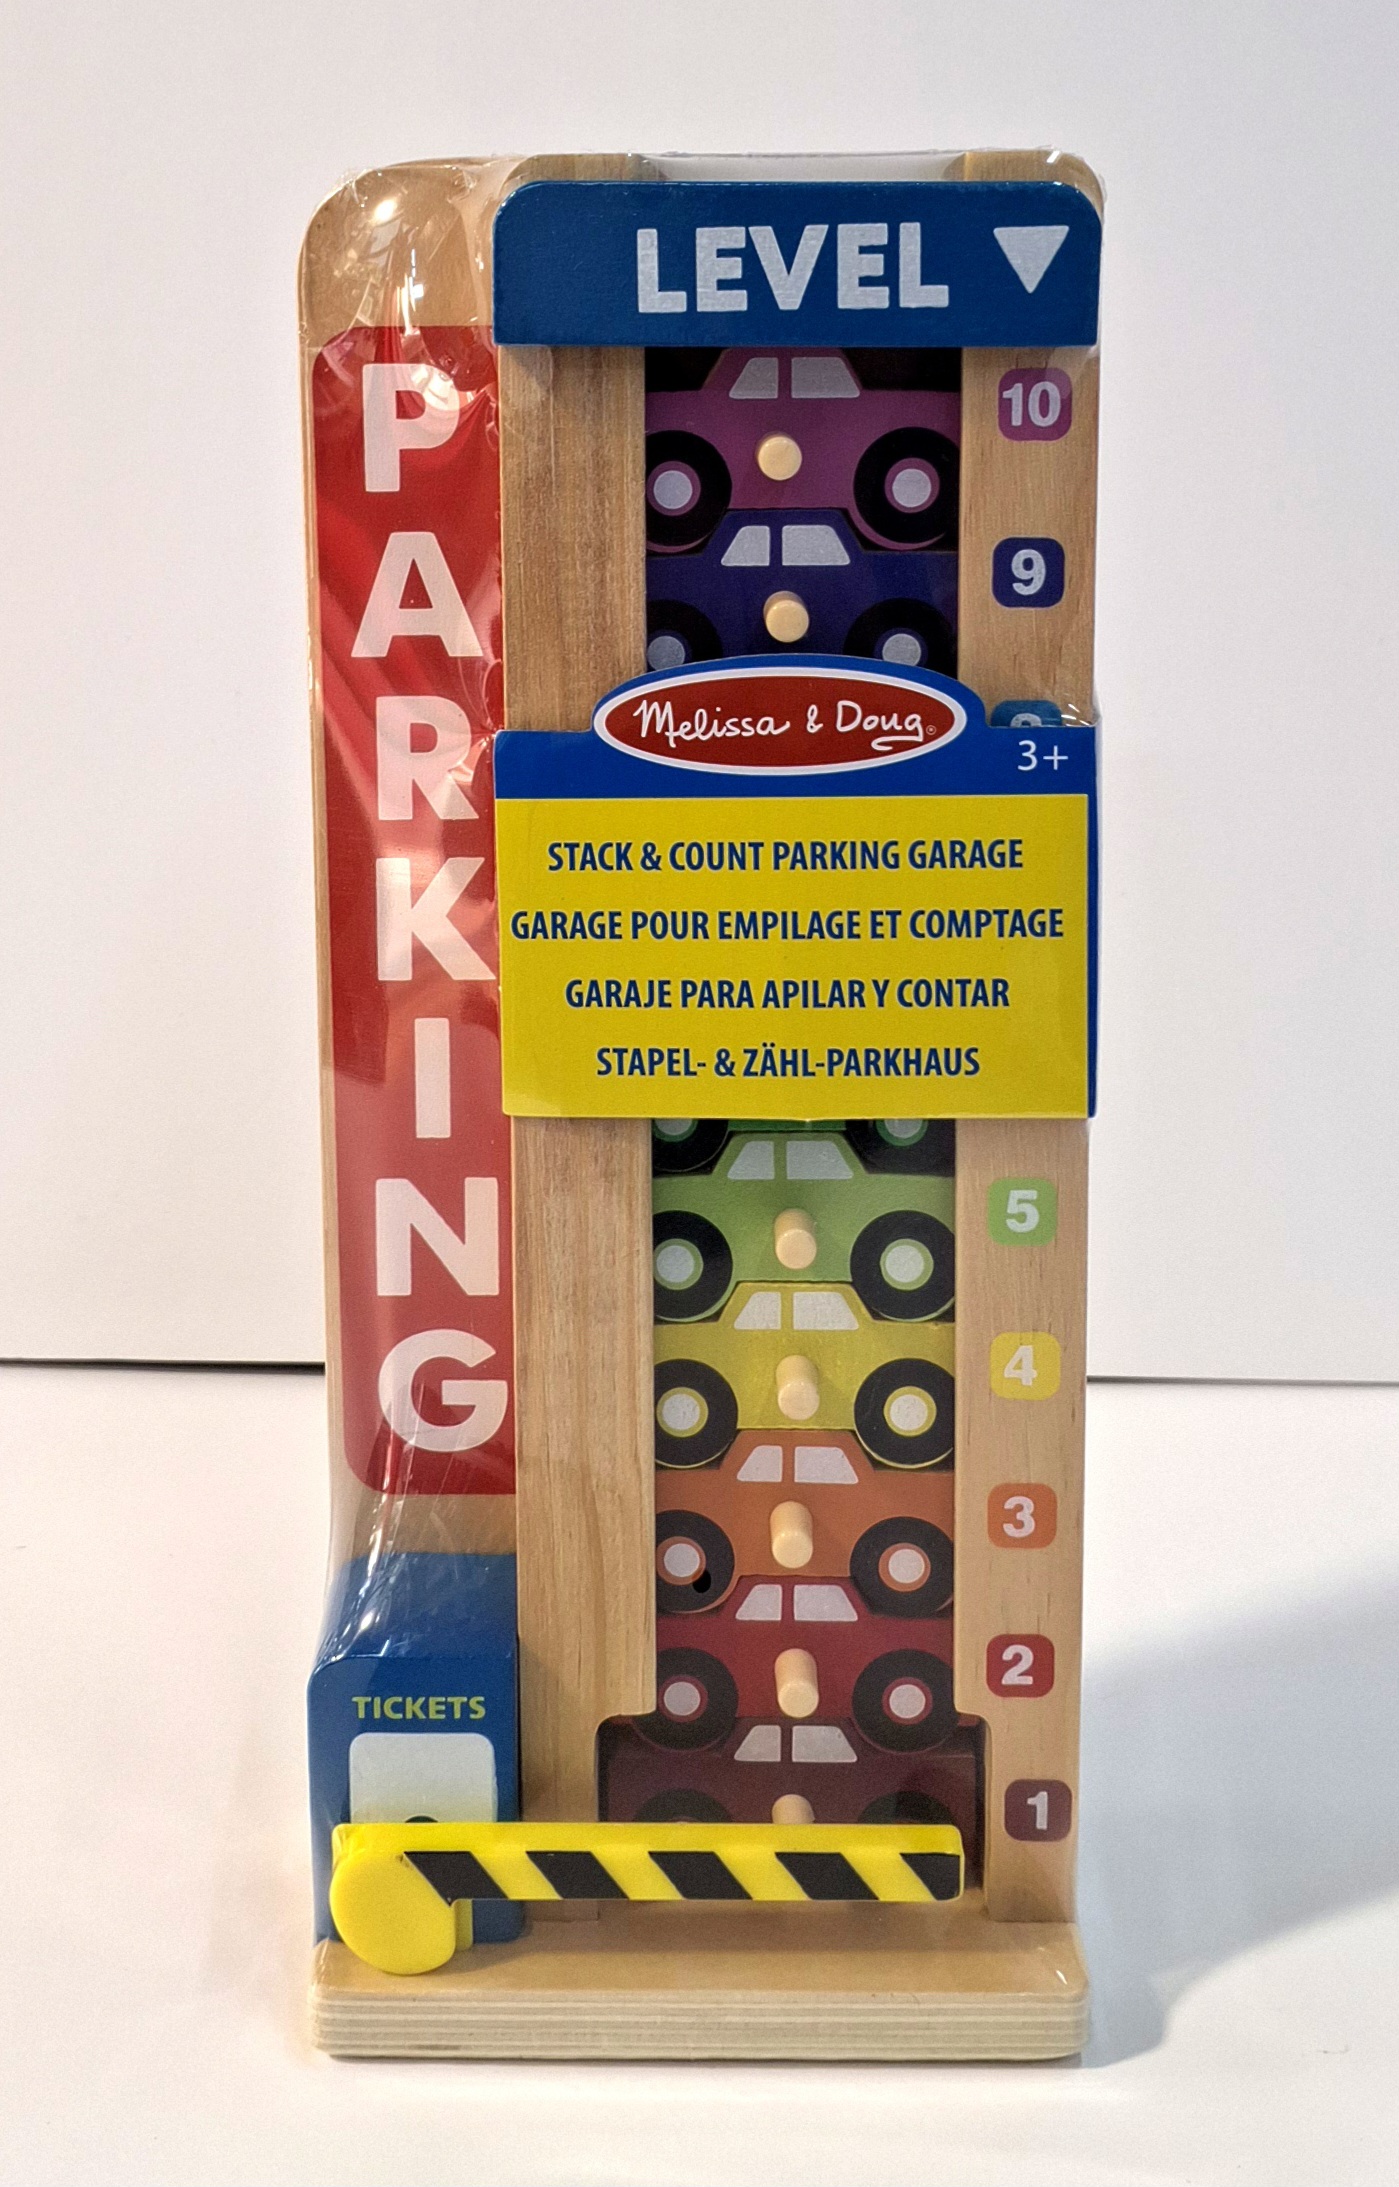 LEVEL
PARKING
10
9
8
Melissa & Doug®
3+
STACK & COUNT PARKING GARAGE
GARAGE POUR EMPILAGE ET COMPTAGE
GARAJE PARA APILAR Y CONTAR
STAPEL- & ZÄHL-PARKHAUS
5
4
3
2
TICKETS
1